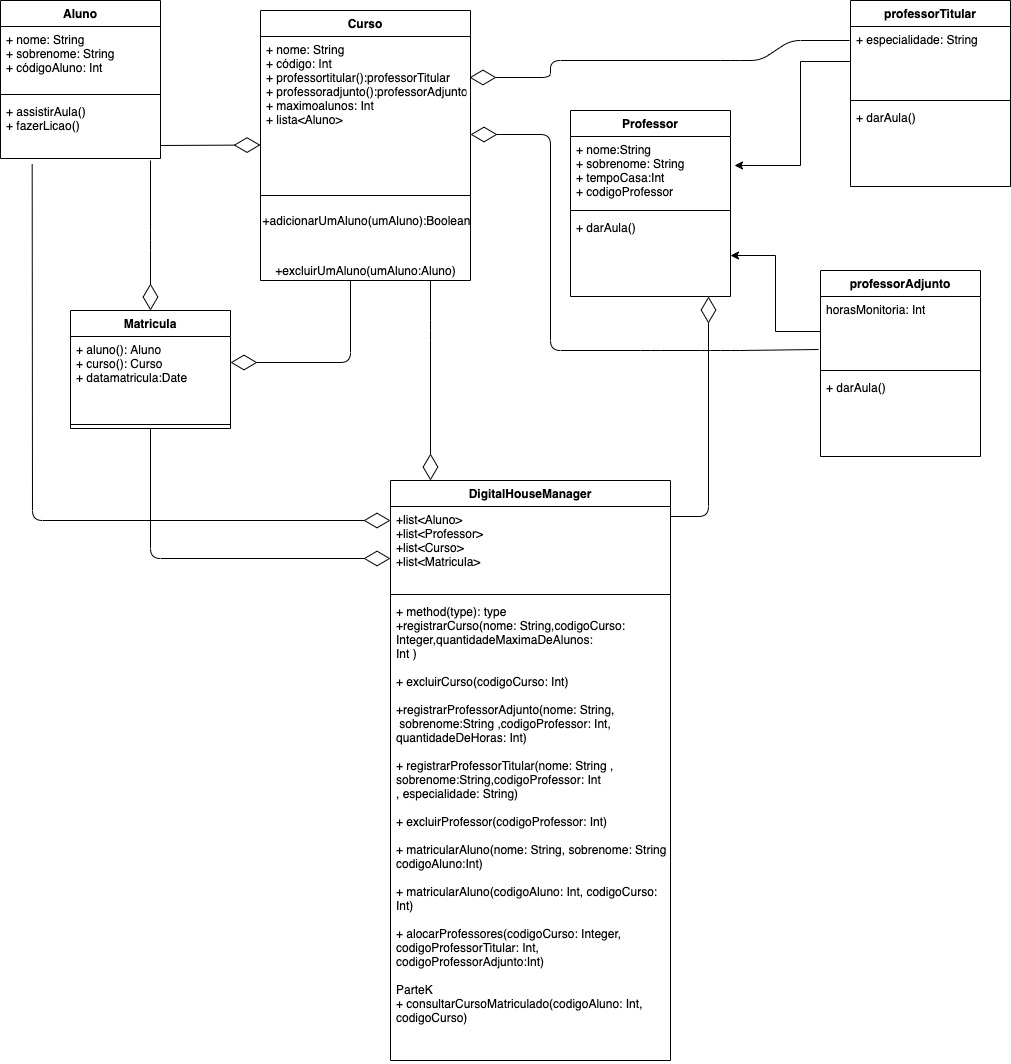 Aluno
+ nome: String
+ sobrenome: String
+ códigoAluno: Int
+ assistirAula()
+ fazerLicao()
Curso
+ nome: String
+ código: Int
+ professortitular():professorTitular
+ professoradjunto():professorAdjunto
+ maximoalunos: Int
+ lista<Aluno>
+adicionarUmAluno(umAluno):Boolean
+excluirUmAluno(umAluno:Aluno)
professorTitular
+ especialidade: String
+ darAula()
Professor
+ nome:String
+ sobrenome: String
+ tempoCasa:Int
+ codigoProfessor
+ darAula()
professorAdjunto
horasMonitoria: Int
+ darAula()
Matricula
+ aluno(): Aluno
+ curso(): Curso
+ datamatricula:Date
DigitalHouseManager
+list<Aluno>
+list<Professor>
+list<Curso>
+list<Matricula>
+ method(type): type
+registrarCurso(nome: String,codigoCurso:
Integer,quantidadeMaximaDeAlunos:
Int )
+ excluirCurso(codigoCurso: Int)
+registrarProfessorAdjunto(nome: String,
sobrenome:String ,codigoProfessor: Int,
quantidadeDeHoras: Int)
+ registrarProfessorTitular(nome: String ,
sobrenome:String,codigoProfessor: Int
, especialidade: String)
+ excluirProfessor(codigoProfessor: Int)
+ matricularAluno(nome: String, sobrenome: String
codigoAluno:Int)
+ matricularAluno(codigoAluno: Int, codigoCurso:
Int)
+ alocarProfessores(codigoCurso: Integer,
codigoProfessorTitular: Int,
codigoProfessorAdjunto:Int)
ParteK
+ consultarCursoMatriculado(codigoAluno: Int,
codigoCurso)